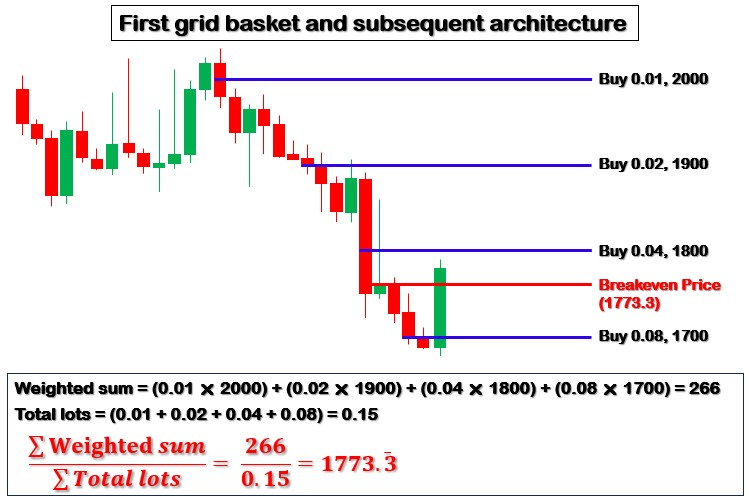 First grid basket and subsequent architecture
Buy 0.01, 2000
Buy 0.02, 1900
Buy 0.04, 1800
Breakeven Price
(1773.3)
Buy 0.08, 1700
Weighted sum = (0.01 × 2000) + (0.02 × 1900) + (0.04 × 1800) + (0.08 × 1700) = 266
Total lots = (0.01 + 0.02 + 0.04 + 0.08) = 0.15
∑ Weighted sum / ∑ Total lots = 266 / 0.15 = 1773.3̄